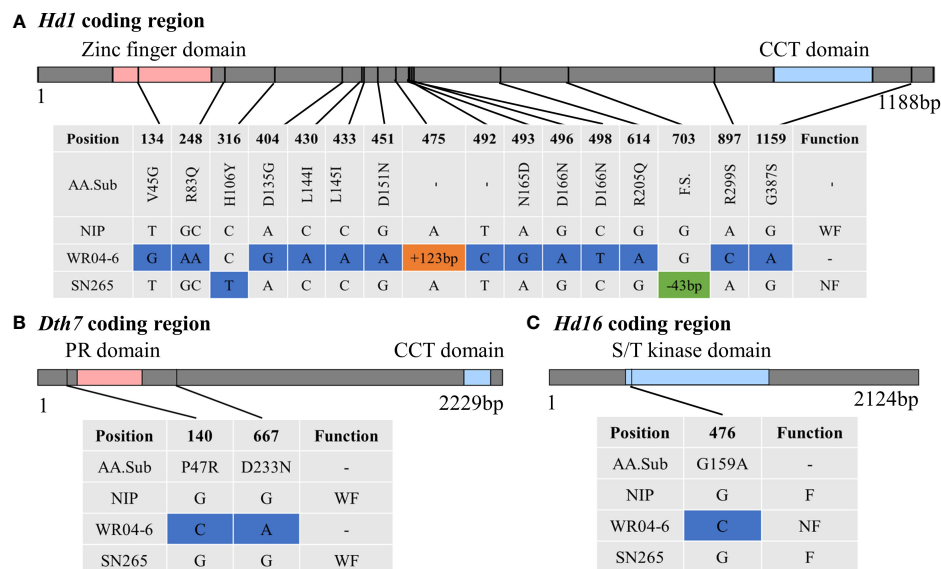 A Hd1 coding region
Zinc finger domain CCT domain
1 1188bp
Position 134 248 316 404 430 433 451 475 492 493 496 498 614 703 897 1159 Function
AA.Sub V45G R83Q H106Y D135G L144I L145I D151N - - N165D D166N D166N R205Q F.S. R299S G387S -
NIP T GC C A C C G A T A G C G G A G WF
WR04-6 G AA C G A A A +123bp C G A T A G C A -
SN265 T GC T A C C G A T A G C G -43bp A G NF
B Dth7 coding region
PR domain CCT domain
1 2229bp
Position 140 667 Function
AA.Sub P47R D233N -
NIP G G WF
WR04-6 C A -
SN265 G G WF
C Hd16 coding region
S/T kinase domain
1 2124bp
Position 476 Function
AA.Sub G159A -
NIP G F
WR04-6 C NF
SN265 G F